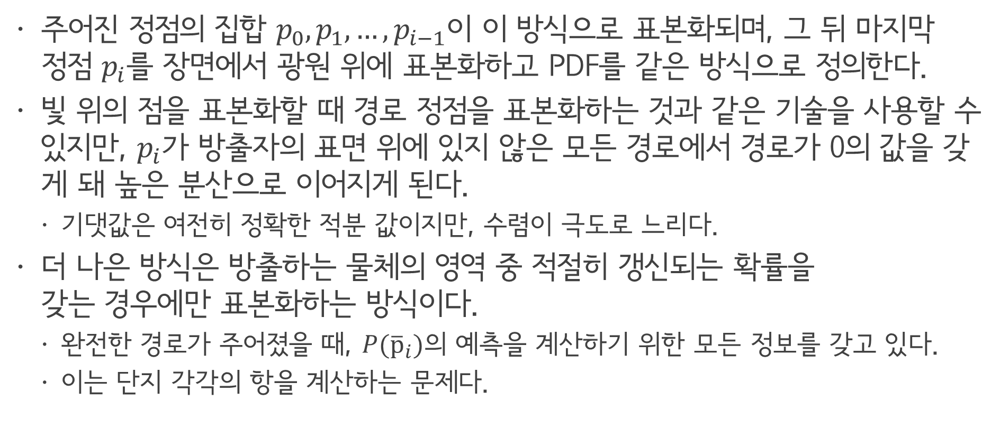 · 주어진 정점의 집합 p₀, p₁, … , pᵢ₋₁이 이 방식으로 표본화되며, 그 뒤 마지막
정점 pᵢ를 장면에서 광원 위에 표본화하고 PDF를 같은 방식으로 정의한다.
· 빛 위의 점을 표본화할 때 경로 정점을 표본화하는 것과 같은 기술을 사용할 수
있지만, pᵢ가 방출자의 표면 위에 있지 않은 모든 경로에서 경로가 0의 값을 갖
게 돼 높은 분산으로 이어지게 된다.
· 기댓값은 여전히 정확한 적분 값이지만, 수렴이 극도로 느리다.
· 더 나은 방식은 방출하는 물체의 영역 중 적절히 갱신되는 확률을
갖는 경우에만 표본화하는 방식이다.
· 완전한 경로가 주어졌을 때, P(p̅ᵢ)의 예측을 계산하기 위한 모든 정보를 갖고 있다.
· 이는 단지 각각의 항을 계산하는 문제다.